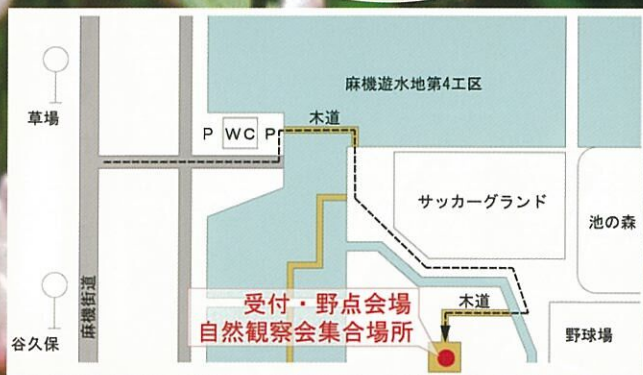 麻機遊水地第4工区
草場
P WC P
木道
サッカーグランド
池の森
麻機街道
受付・野点会場
自然観察会集合場所
木道
谷久保
野球場